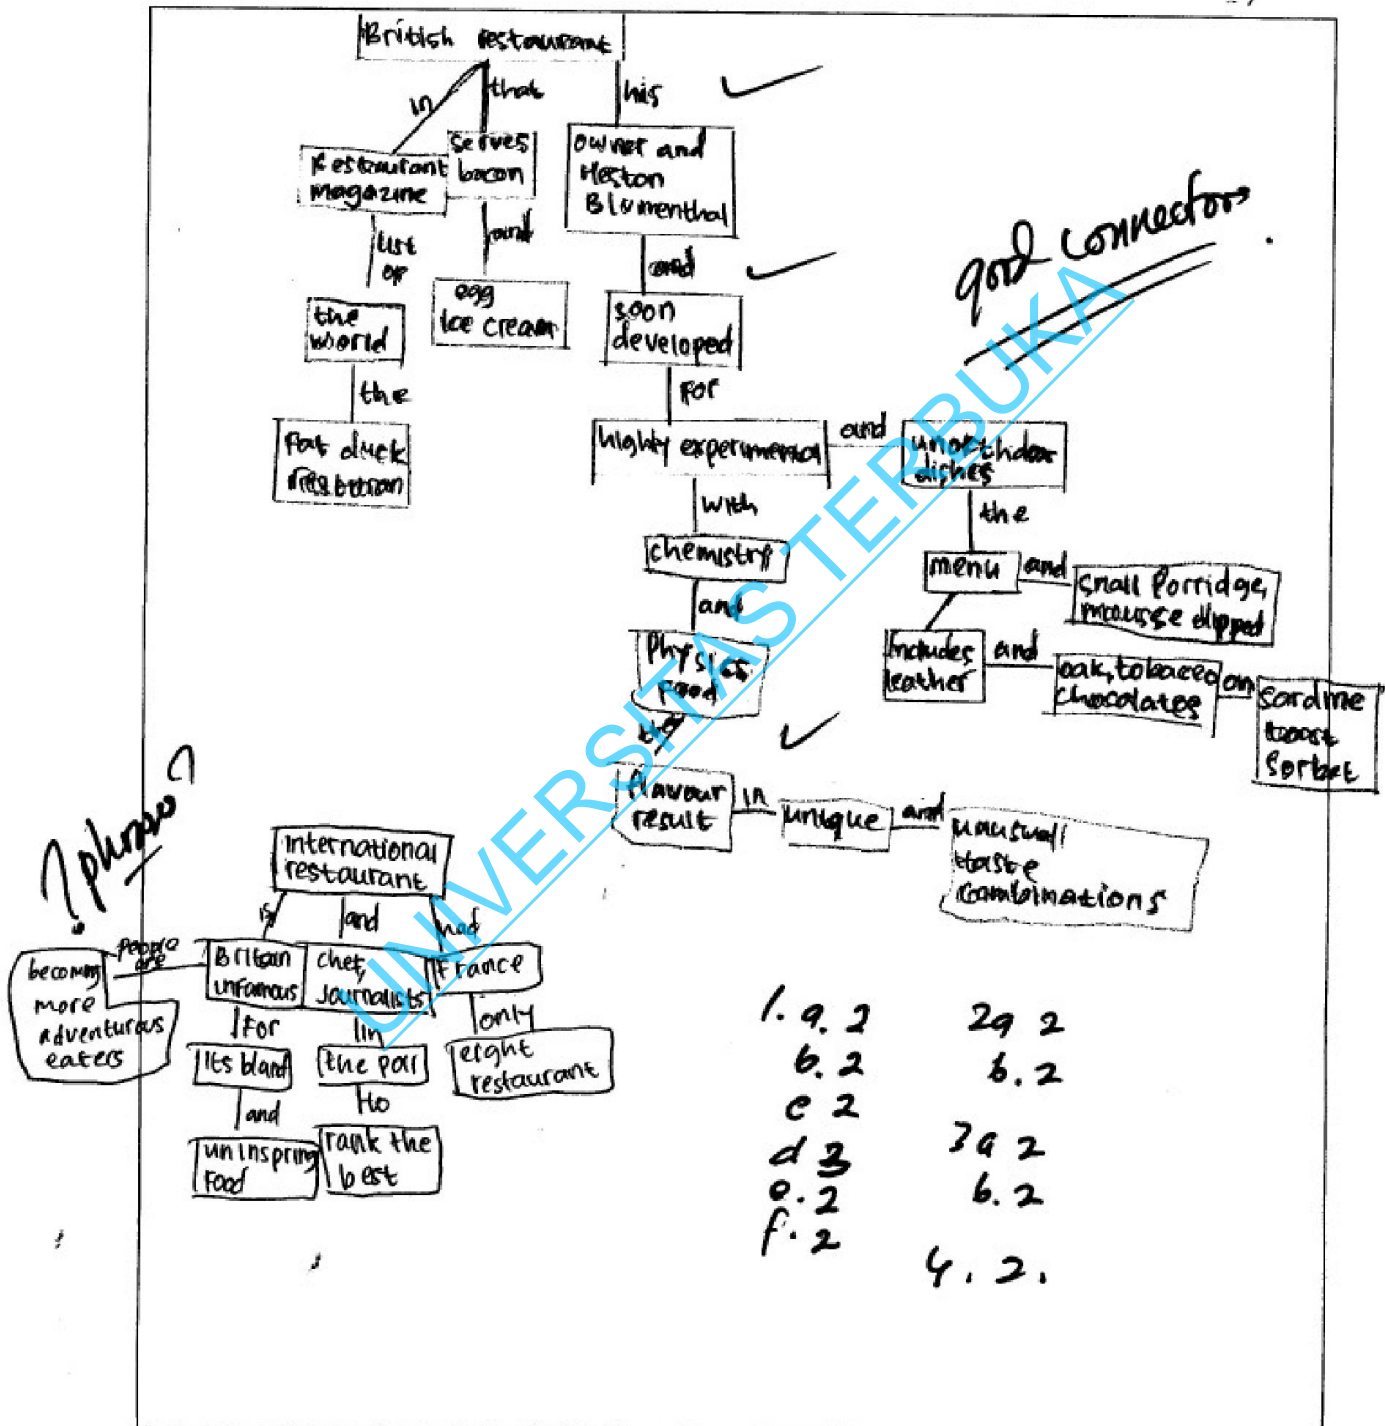 British restaurant
in
that
his
Restaurant
magazine
serves
bacon
owner and
Heston
Blumenthal
list
of
and
and
the
world
egg
Ice cream
soon
developed
good connectors
the
for
Fat duck
highly experimental
and
dishes
with
the
chemistry
menu
and
snail Porridge,
mousse dipped
and
Physics
food
the
Includes
leather
and
oak, tobacco
chocolates
on
sardine
toast
Sorbet
flavour
result
in
unique
and
unusuall
taste
combinations
? phrase ?
International
restaurant
is
and
had
becoming
more
adventurous
eaters
people
are
Britain
unfamous
chef,
Journalists
France
for
in
only
its bland
the poll
eight
restaurant
and
to
uninspring
food
rank the
best
1. a. 2
b. 2
c 2
d 3
e. 2
f. 2
2a 2
b. 2
3a 2
b. 2
4. 2.
UNIVERSITAS TERBUKA